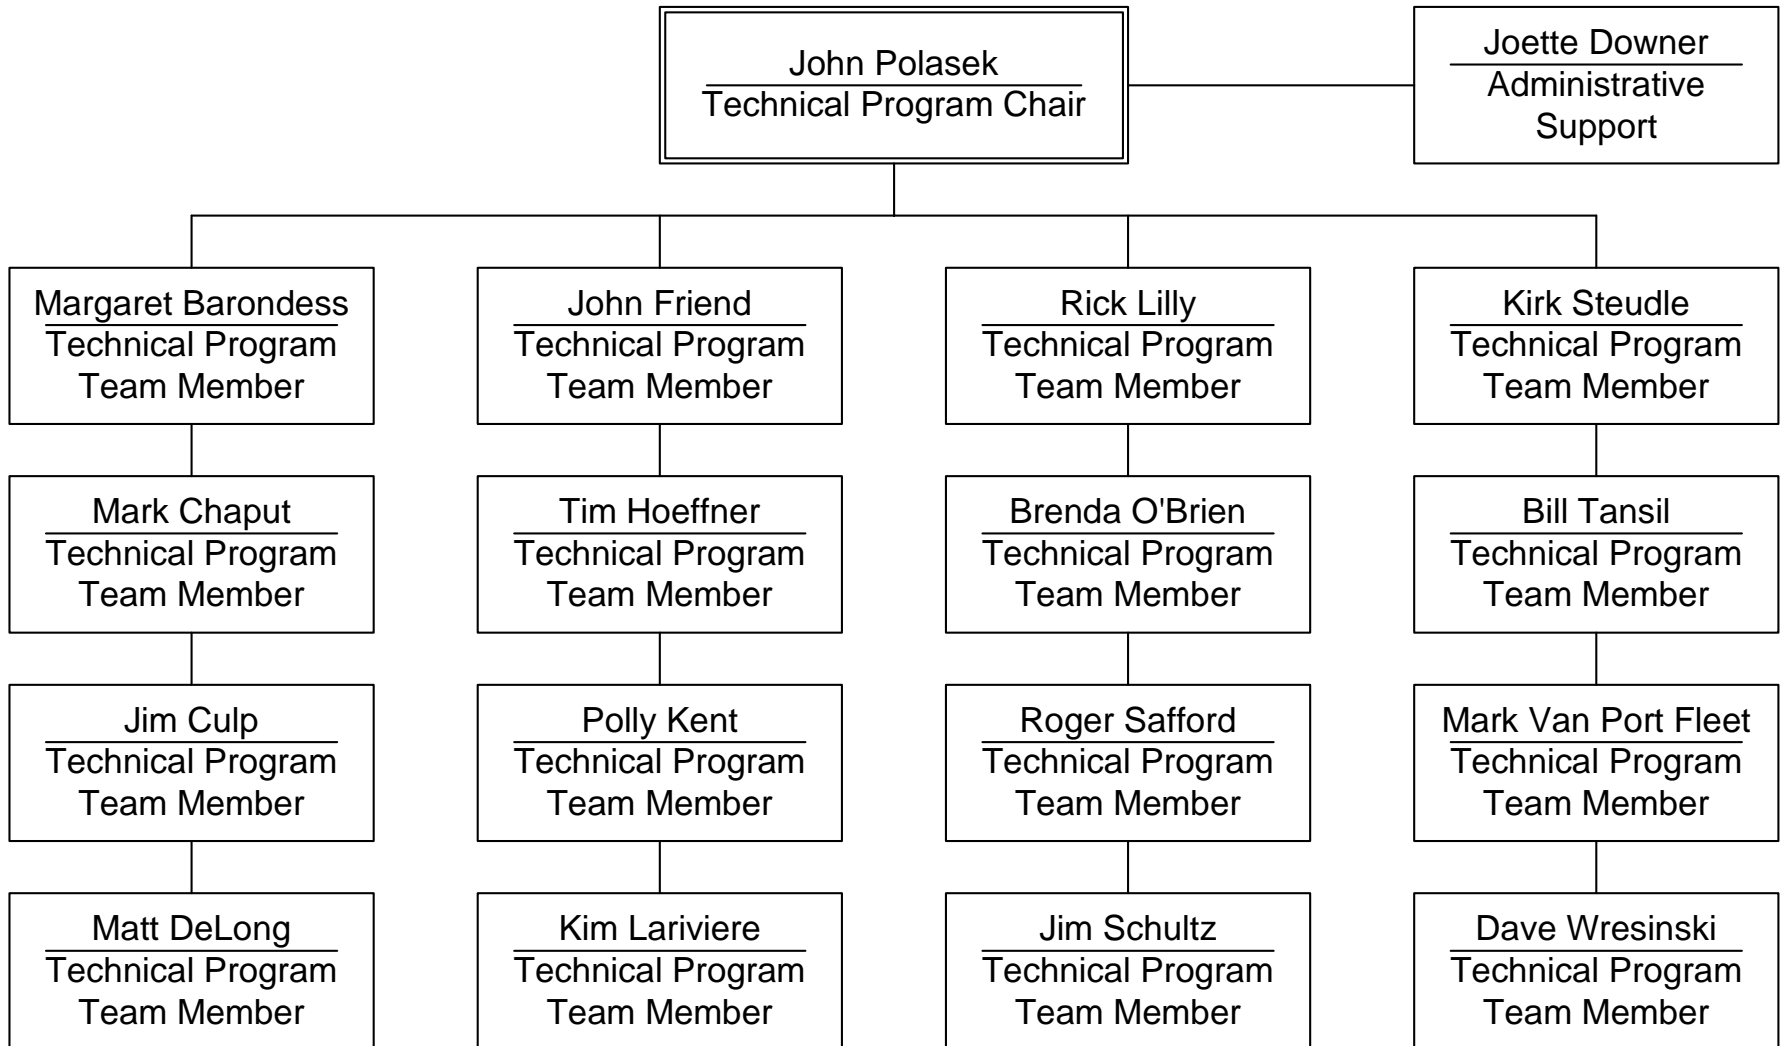 John Polasek
Technical Program Chair
Joette Downer
Administrative
Support
Margaret Barondess
Technical Program
Team Member
John Friend
Technical Program
Team Member
Rick Lilly
Technical Program
Team Member
Kirk Steudle
Technical Program
Team Member
Mark Chaput
Technical Program
Team Member
Tim Hoeffner
Technical Program
Team Member
Brenda O'Brien
Technical Program
Team Member
Bill Tansil
Technical Program
Team Member
Jim Culp
Technical Program
Team Member
Polly Kent
Technical Program
Team Member
Roger Safford
Technical Program
Team Member
Mark Van Port Fleet
Technical Program
Team Member
Matt DeLong
Technical Program
Team Member
Kim Lariviere
Technical Program
Team Member
Jim Schultz
Technical Program
Team Member
Dave Wresinski
Technical Program
Team Member